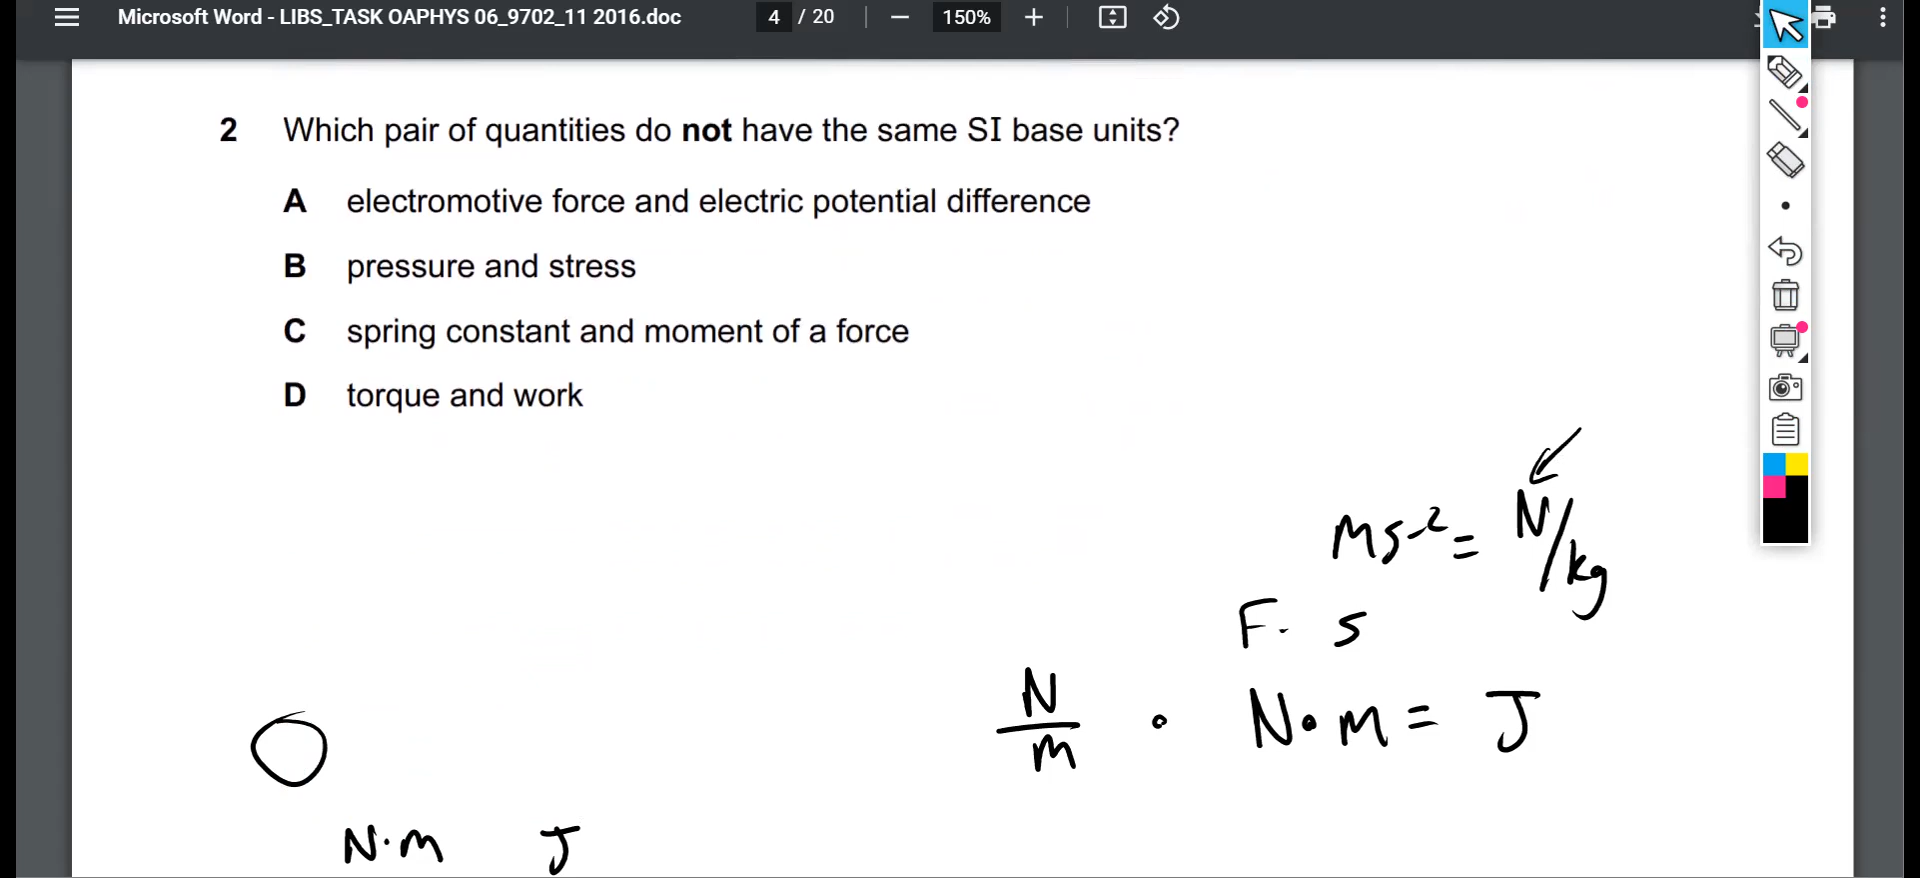 Microsoft Word - LIBS_TASK OAPHYS 06_9702_11 2016.doc 4 / 20 150%
2 Which pair of quantities do not have the same SI base units?
A electromotive force and electric potential difference
B pressure and stress
C spring constant and moment of a force
D torque and work
ms-2 = N/kg
F. s
N/m · N·m = J
N·m J